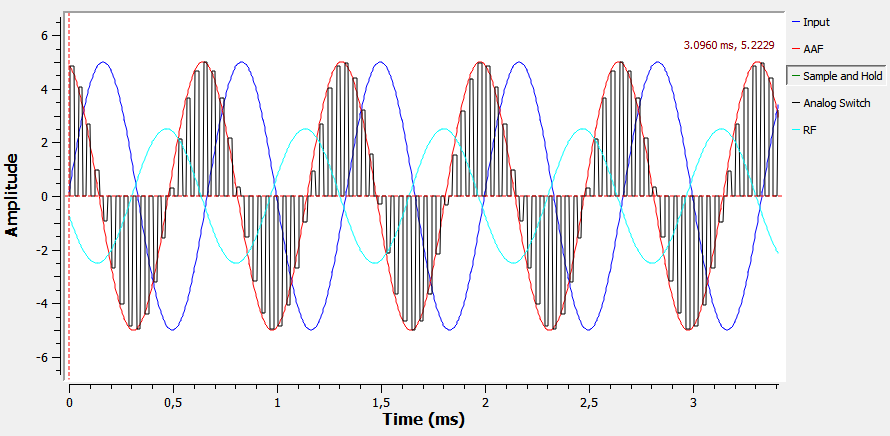 6
4
2
0
-2
-4
-6
Amplitude
3.0960 ms, 5.2229
0
0,5
1
1,5
2
2,5
3
Time (ms)
Input
AAF
Sample and Hold
Analog Switch
RF